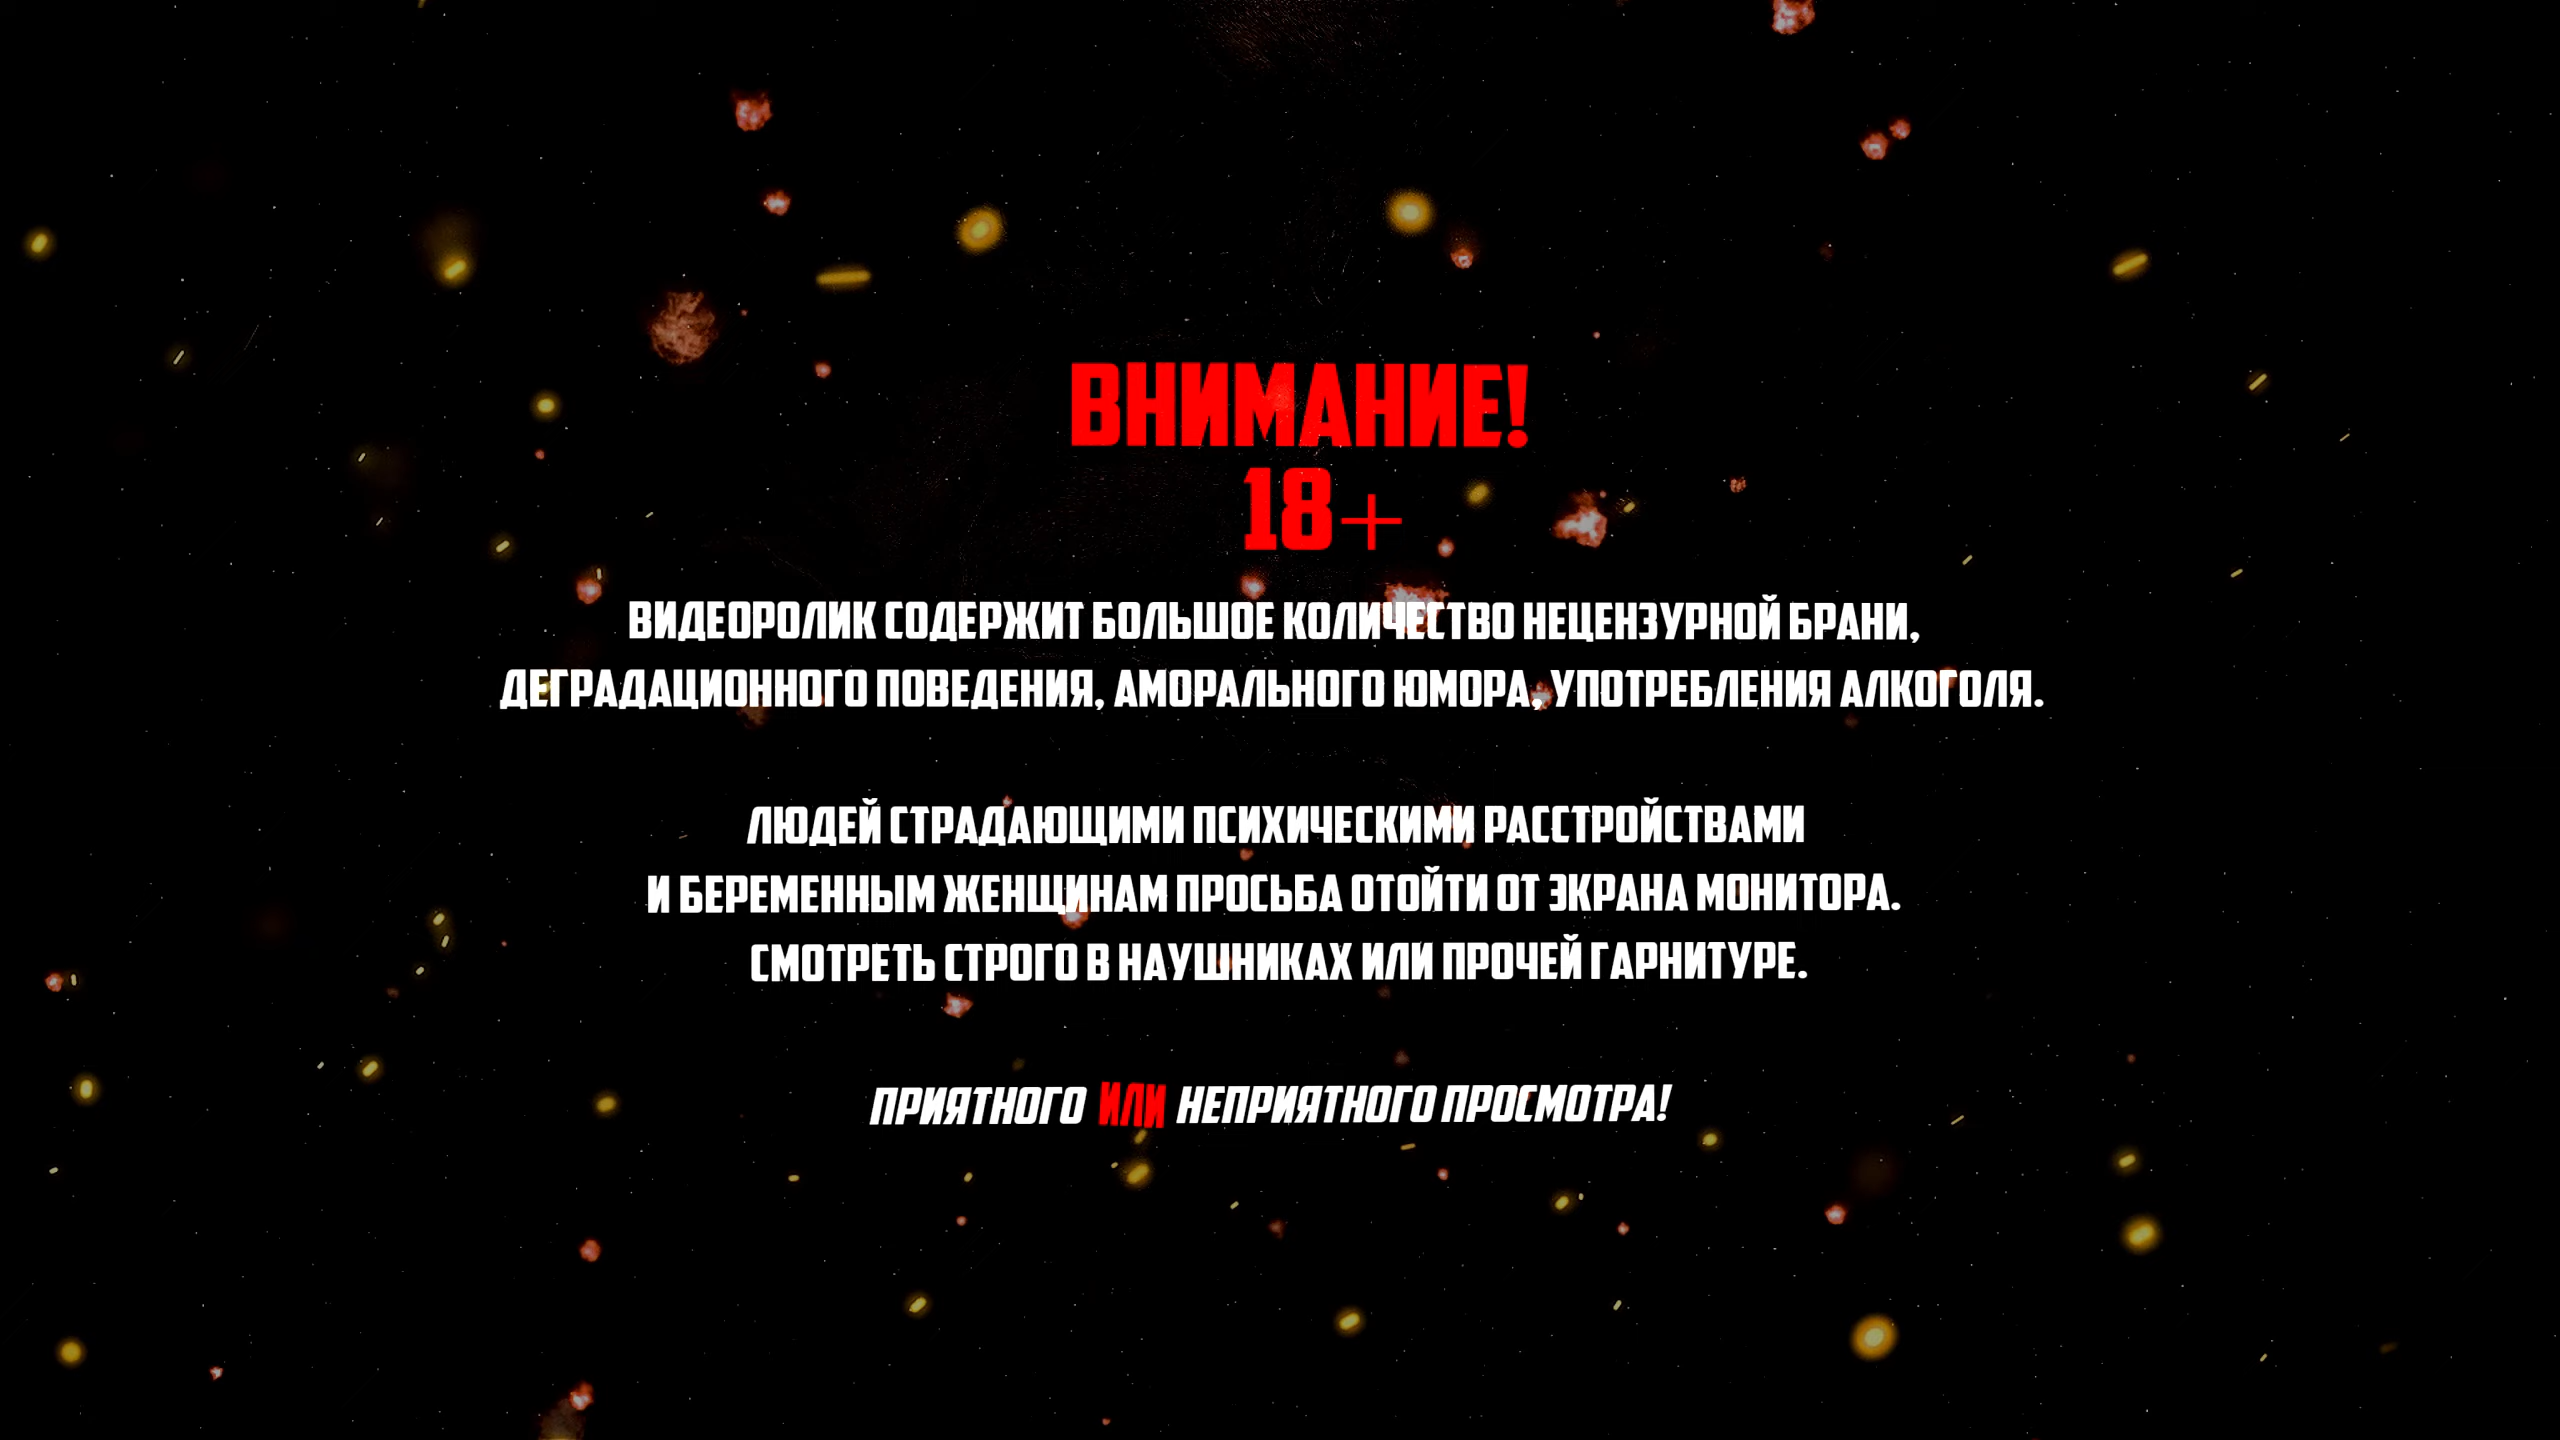 ВНИМАНИЕ!
18+
ВИДЕОРОЛИК СОДЕРЖИТ БОЛЬШОЕ КОЛИЧЕСТВО НЕЦЕНЗУРНОЙ БРАНИ,
ДЕГРАДАЦИОННОГО ПОВЕДЕНИЯ, АМОРАЛЬНОГО ЮМОРА, УПОТРЕБЛЕНИЯ АЛКОГОЛЯ.
ЛЮДЕЙ СТРАДАЮЩИМИ ПСИХИЧЕСКИМИ РАССТРОЙСТВАМИ
И БЕРЕМЕННЫМ ЖЕНЩИНАМ ПРОСЬБА ОТОЙТИ ОТ ЭКРАНА МОНИТОРА.
СМОТРЕТЬ СТРОГО В НАУШНИКАХ ИЛИ ПРОЧЕЙ ГАРНИТУРЕ.
ПРИЯТНОГО ИЛИ НЕПРИЯТНОГО ПРОСМОТРА!